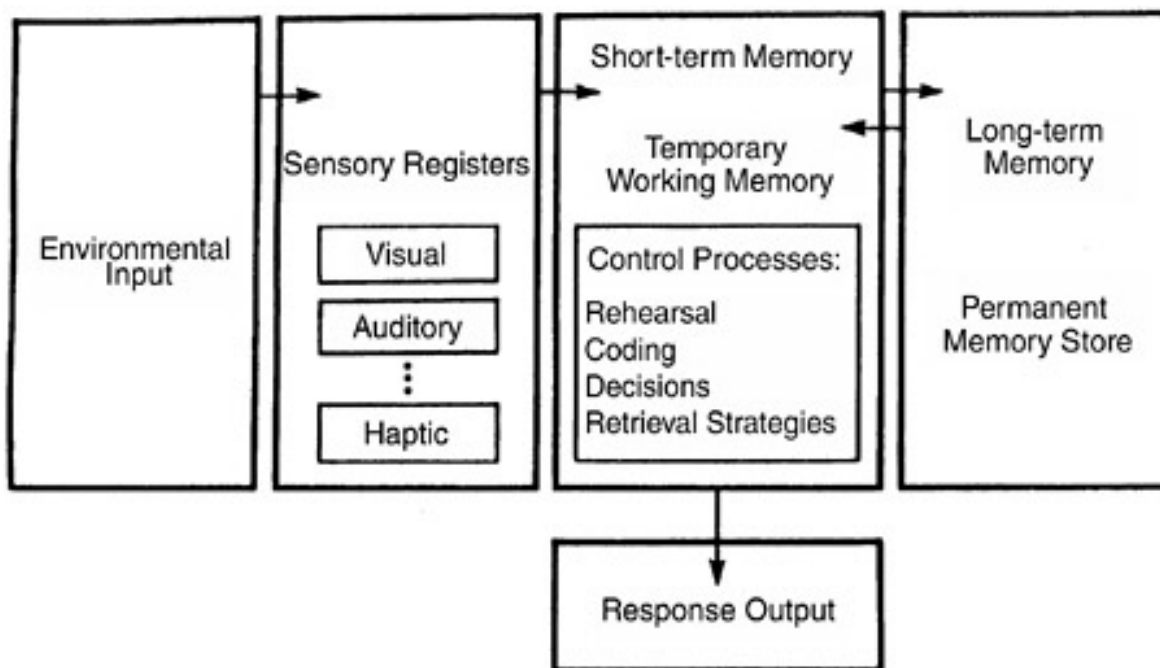 Environmental
Input
Sensory Registers
Visual
Auditory
Haptic
Short-term Memory
Temporary
Working Memory
Control Processes:
Rehearsal
Coding
Decisions
Retrieval Strategies
Long-term
Memory
Permanent
Memory Store
Response Output